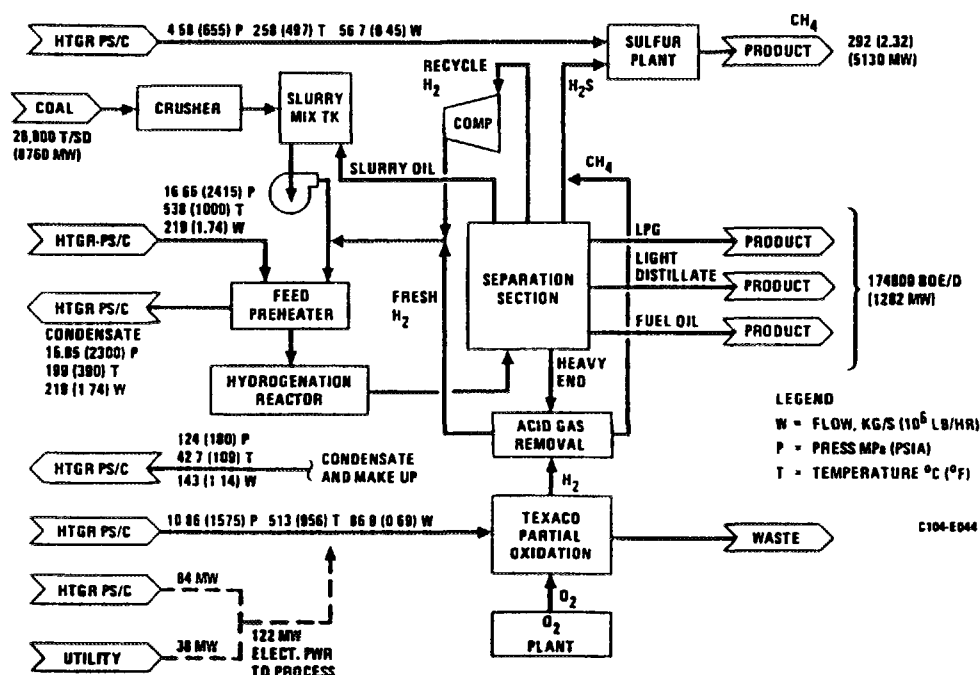 HTGR PS/C
4 58 (655) P 258 (497) T 56 7 (0 45) W
SULFUR
PLANT
CH4
PRODUCT
292 (2.32)
(5130 MW)
RECYCLE
H2
H2S
COAL
CRUSHER
SLURRY
MIX TK
COMP
28,800 T/SD
(8760 MW)
SLURRY OIL
CH4
16 65 (2415) P
538 (1000) T
219 (1.74) W
HTGR-PS/C
FEED
PREHEATER
FRESH
H2
SEPARATION
SECTION
LPG
PRODUCT
LIGHT
DISTILLATE
PRODUCT
FUEL OIL
PRODUCT
174800 BOE/D
(1282 MW)
HTGR PS/C
CONDENSATE
15.85 (2300) P
199 (390) T
219 (1 74) W
HYDROGENATION
REACTOR
HEAVY
END
ACID GAS
REMOVAL
LEGEND
W = FLOW, KG/S (10^6 LB/HR)
P = PRESS MPa (PSIA)
T = TEMPERATURE °C (°F)
124 (180) P
42 7 (109) T
143 (1 14) W
HTGR PS/C
CONDENSATE
AND MAKE UP
H2
HTGR PS/C
10 86 (1575) P 513 (956) T 86 9 (0 69) W
TEXACO
PARTIAL
OXIDATION
WASTE
C104-E044
HTGR PS/C
84 MW
O2
O2
PLANT
UTILITY
38 MW
122 MW
ELECT. PWR
TO PROCESS